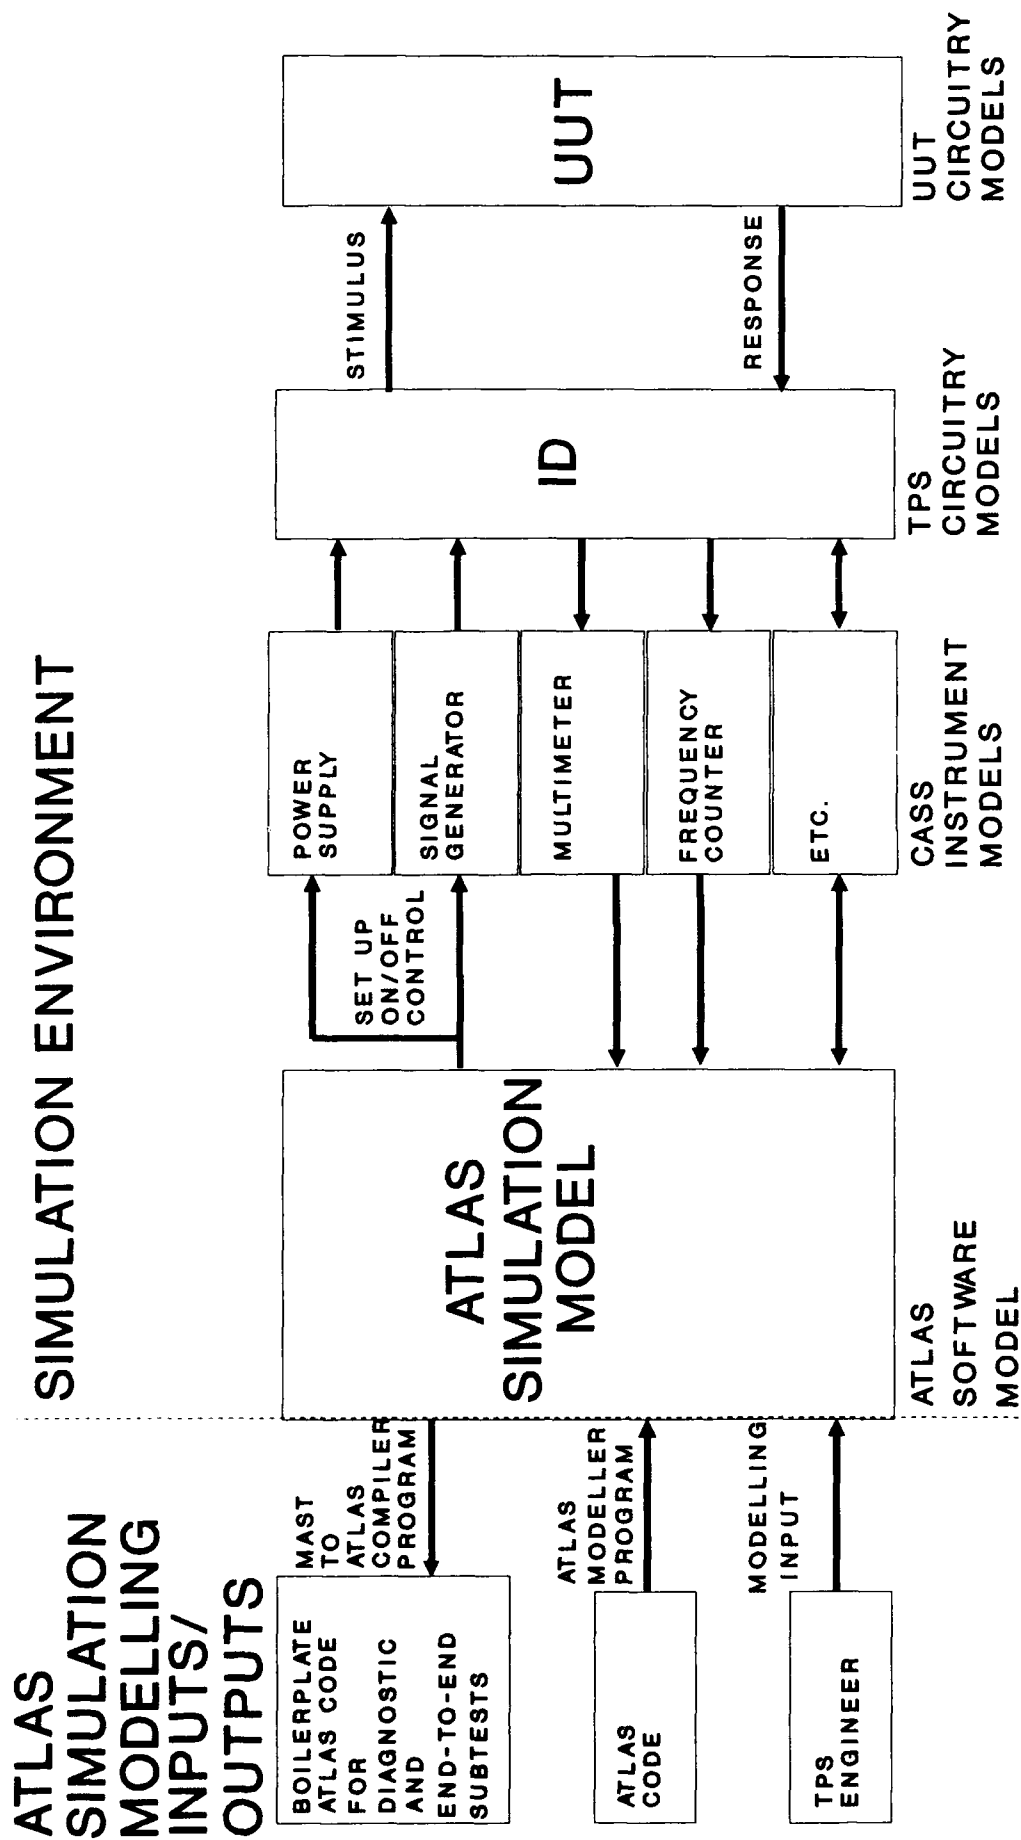 ATLAS
SIMULATION
MODELLING
INPUTS/
OUTPUTS
SIMULATION ENVIRONMENT
BOILERPLATE
ATLAS CODE
FOR
DIAGNOSTIC
AND
END-TO-END
SUBTESTS
MAST
TO
ATLAS
COMPILER
PROGRAM
ATLAS
CODE
ATLAS
MODELLER
PROGRAM
TPS
ENGINEER
MODELLING
INPUT
ATLAS
SIMULATION
MODEL
ATLAS
SOFTWARE
MODEL
SET UP
ON/OFF
CONTROL
POWER
SUPPLY
SIGNAL
GENERATOR
MULTIMETER
FREQUENCY
COUNTER
ETC.
CASS
INSTRUMENT
MODELS
ID
TPS
CIRCUITRY
MODELS
STIMULUS
RESPONSE
UUT
UUT
CIRCUITRY
MODELS